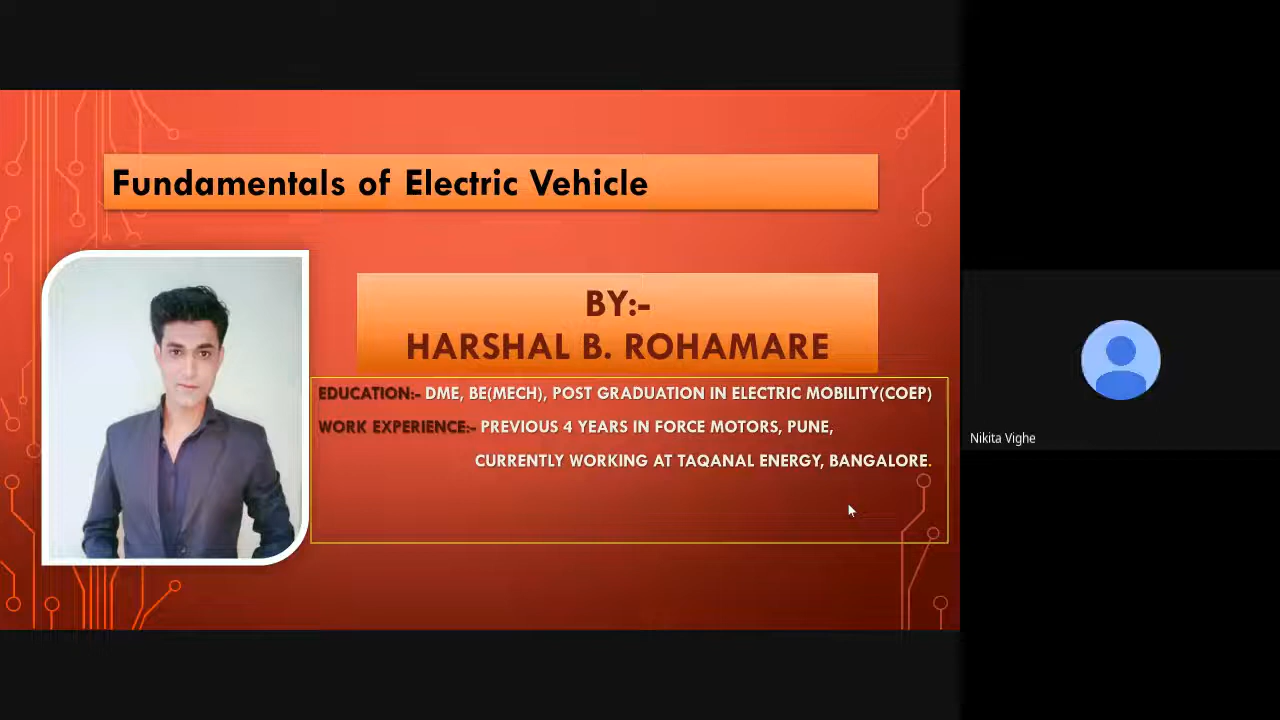 Fundamentals of Electric Vehicle
BY:-
HARSHAL B. ROHAMARE
EDUCATION:- DME, BE(MECH), POST GRADUATION IN ELECTRIC MOBILITY(COEP)
WORK EXPERIENCE:- PREVIOUS 4 YEARS IN FORCE MOTORS, PUNE,
CURRENTLY WORKING AT TAQANAL ENERGY, BANGALORE.
Nikita Vighe